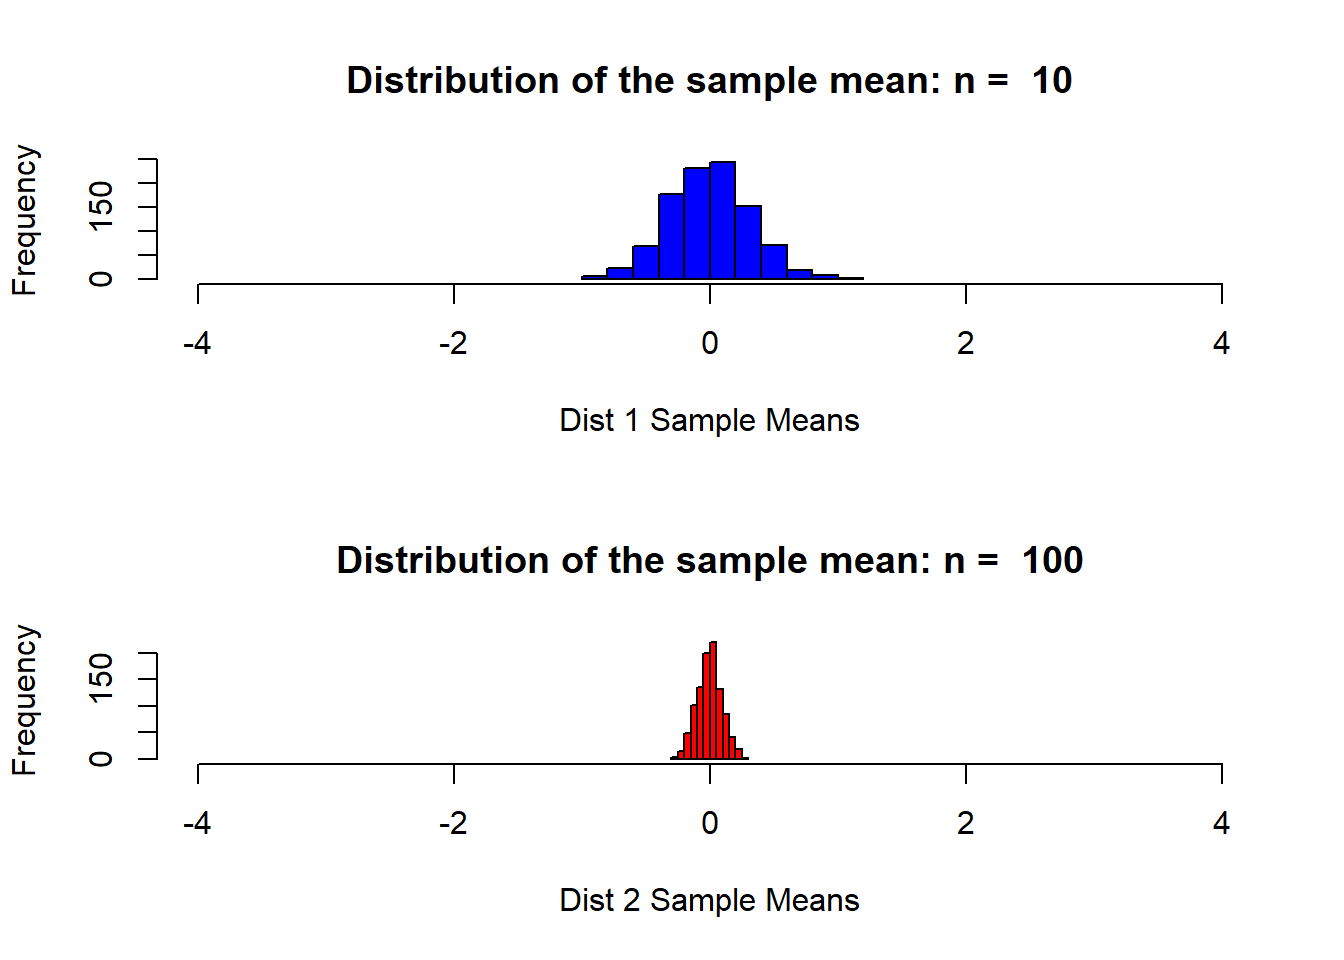 Distribution of the sample mean: n =  10
Frequency
150
0
-4 -2 0 2 4
Dist 1 Sample Means
Distribution of the sample mean: n =  100
Frequency
150
0
-4 -2 0 2 4
Dist 2 Sample Means